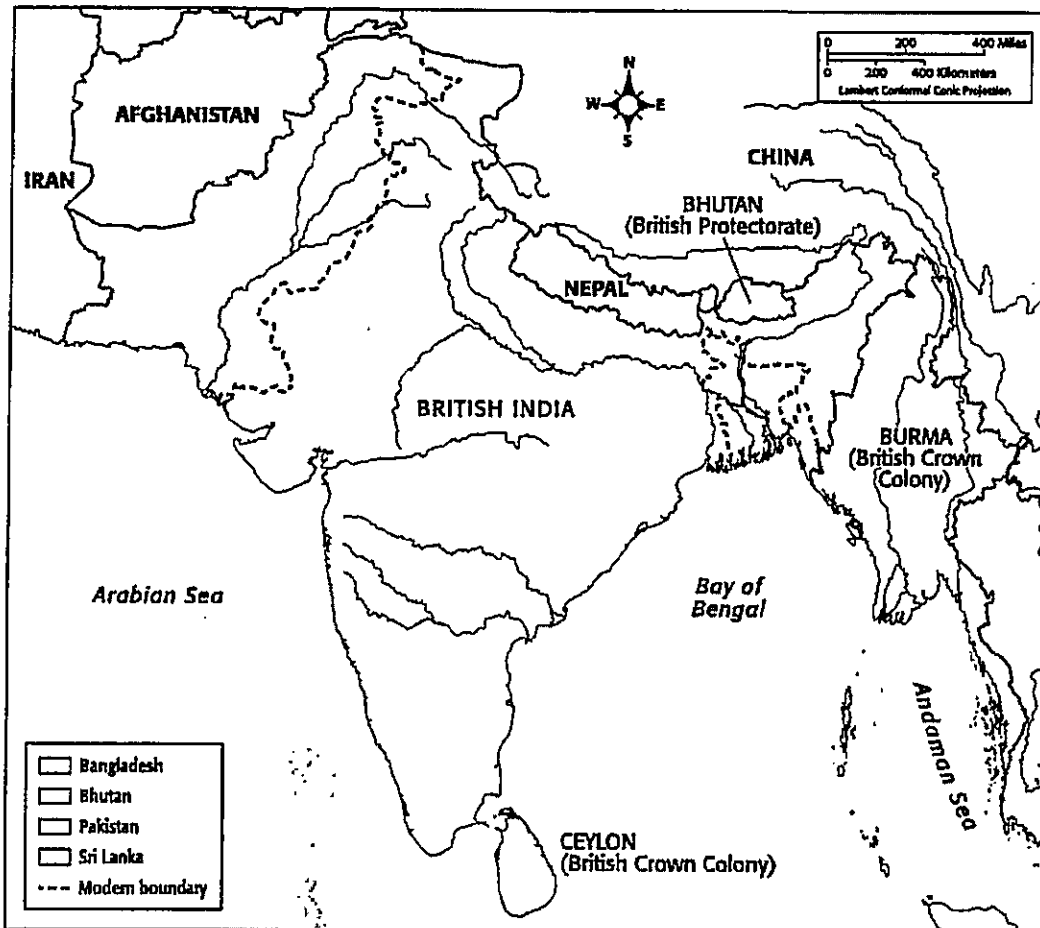 0 200 400 Miles
0 200 400 Kilometers
Lambert Conformal Conic Projection
N
W E
S
AFGHANISTAN
IRAN
CHINA
BHUTAN
(British Protectorate)
NEPAL
BRITISH INDIA
BURMA
(British Crown
Colony)
Arabian Sea
Bay of
Bengal
Andaman Sea
Bangladesh
Bhutan
Pakistan
Sri Lanka
Modern boundary
CEYLON
(British Crown Colony)